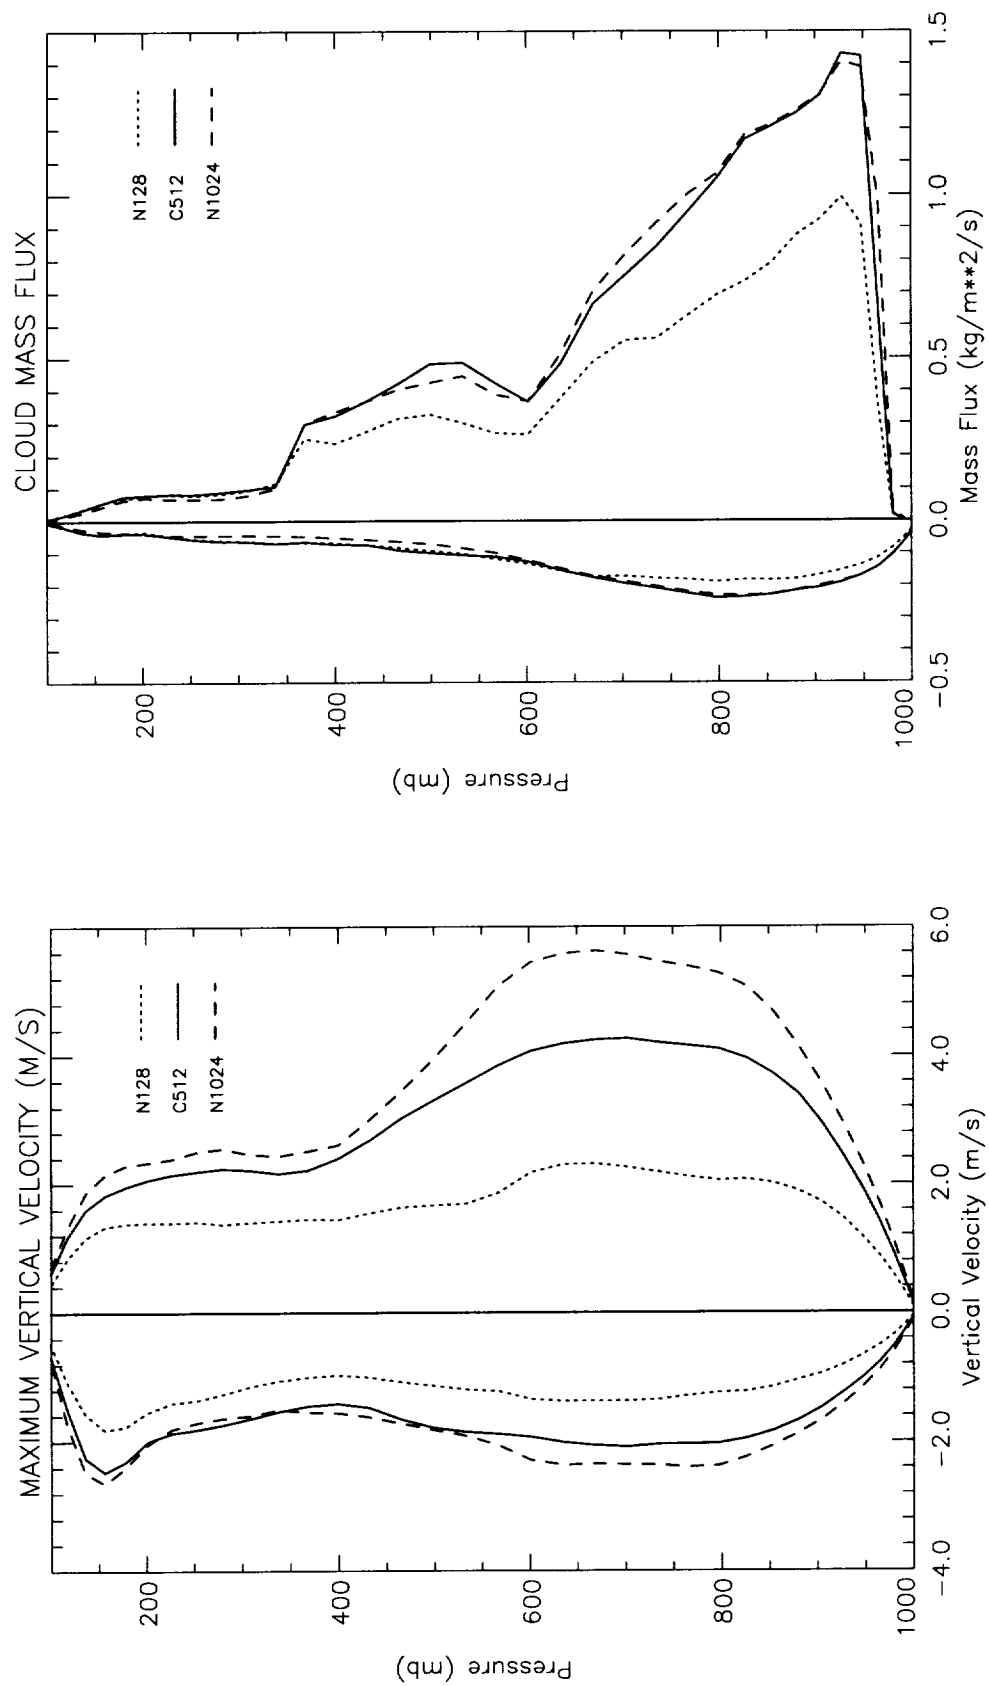 MAXIMUM VERTICAL VELOCITY (M/S)
N128
C512
N1024
Pressure (mb)
200
400
600
800
1000
-4.0
-2.0
0.0
2.0
4.0
6.0
Vertical Velocity (m/s)
CLOUD MASS FLUX
N128
C512
N1024
Pressure (mb)
200
400
600
800
1000
-0.5
0.0
0.5
1.0
1.5
Mass Flux (kg/m**2/s)